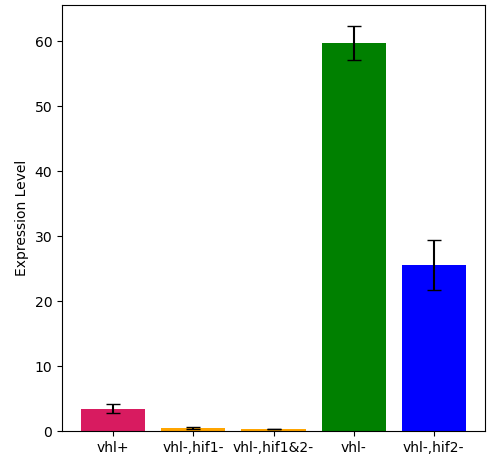 60
50
40
30
20
10
0
Expression Level
vhl+
vhl-,hif1-
vhl-,hif1&2-
vhl-
vhl-,hif2-